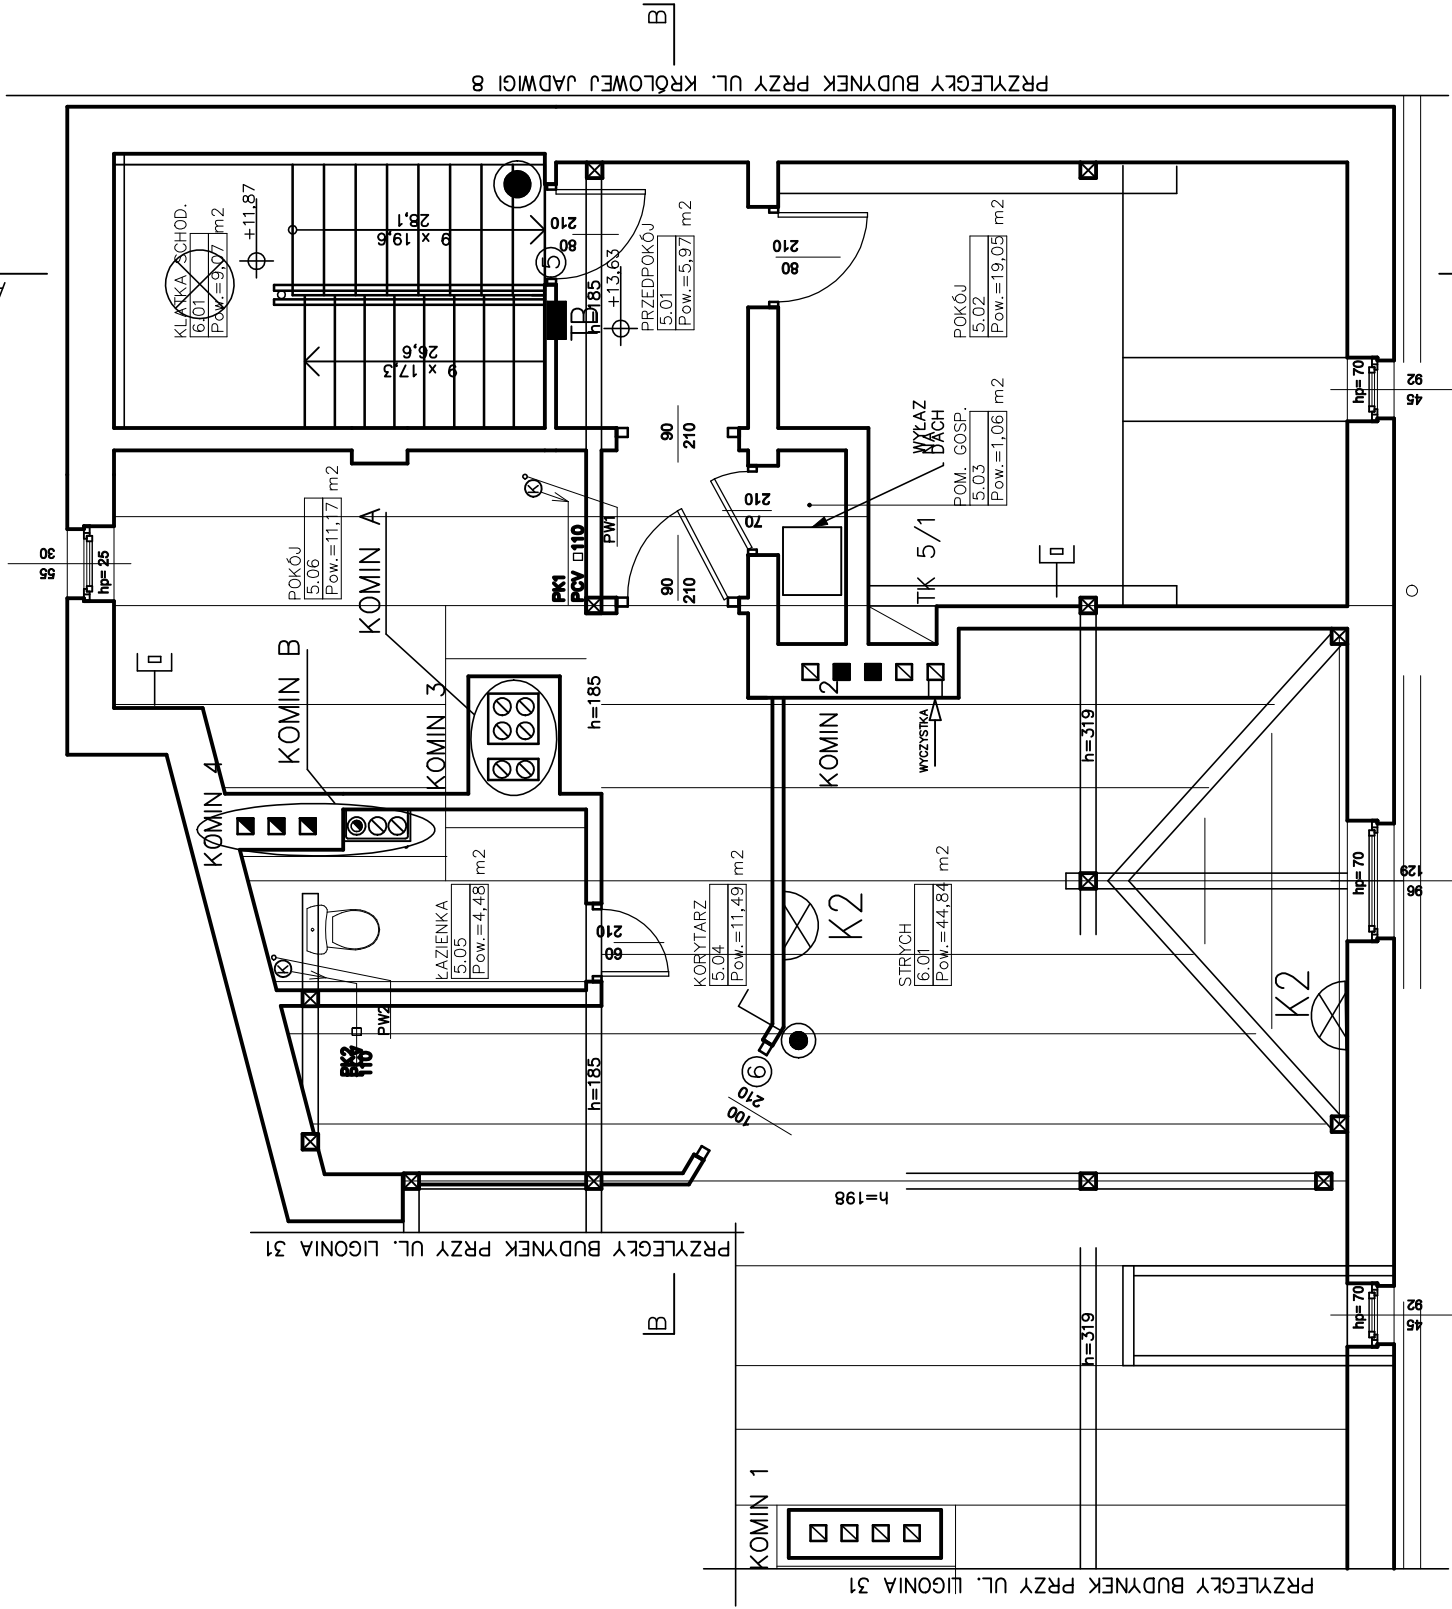 B
PRZYLEGŁY BUDYNEK PRZY UL. KRÓLOWEJ JADWIGI 8
KLATKA SCHOD.
6.01
Pow.=9,07 m2
+11,87
9 x 19,6
28,1
9 x 17,3
26,6
80
210
5
TB
h=185
+13,63
PRZEDPOKÓJ
5.01
Pow.=5,97 m2
80
210
POKÓJ
5.02
Pow.=19,05 m2
hp= 70
92
45
90
210
WYŁAZ
DACH
POM. GOSP.
5.03
Pow.=1,06 m2
70
210
90
210
TK 5/1
POKÓJ
5.06
Pow.=11,17 m2
30
55
hp= 25
KOMIN A
K
PW1
PK1
PCV 110
KOMIN B
KOMIN 3
KOMIN 4
h=185
KOMIN 2
WYCZYSTKA
h=319
ŁAZIENKA
5.05
Pow.=4,48 m2
K
PW2
PK2
110
60
210
KORYTARZ
5.04
Pow.=11,49 m2
K2
STRYCH
6.01
Pow.=44,84 m2
K2
hp= 70
129
96
h=185
6
100
210
h=198
PRZYLEGŁY BUDYNEK PRZY UL. LIGONIA 31
B
h=319
hp= 70
92
45
KOMIN 1
PRZYLEGŁY BUDYNEK PRZY UL. LIGONIA 31